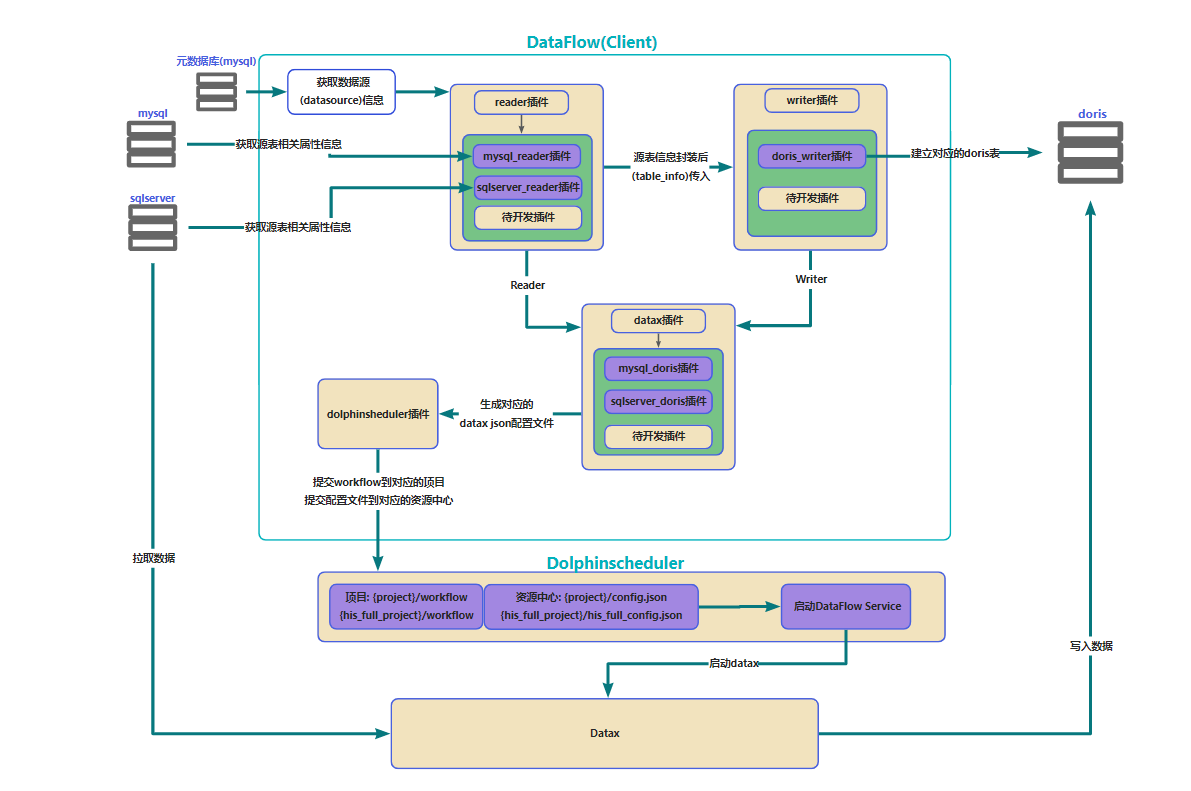 DataFlow(Client)
元数据库(mysql)
获取数据源
(datasource)信息
mysql
获取源表相关属性信息
sqlserver
获取源表相关属性信息
reader插件
mysql_reader插件
sqlserver_reader插件
待开发插件
源表信息封装后
(table_info)传入
writer插件
doris_writer插件
待开发插件
建立对应的doris表
doris
Reader
Writer
datax插件
mysql_doris插件
sqlserver_doris插件
待开发插件
生成对应的
datax json配置文件
dolphinsheduler插件
提交workflow到对应的项目
提交配置文件到对应的资源中心
拉取数据
Dolphinscheduler
项目: {project}/workflow
{his_full_project}/workflow
资源中心: {project}/config.json
{his_full_project}/his_full_config.json
启动DataFlow Service
启动datax
写入数据
Datax